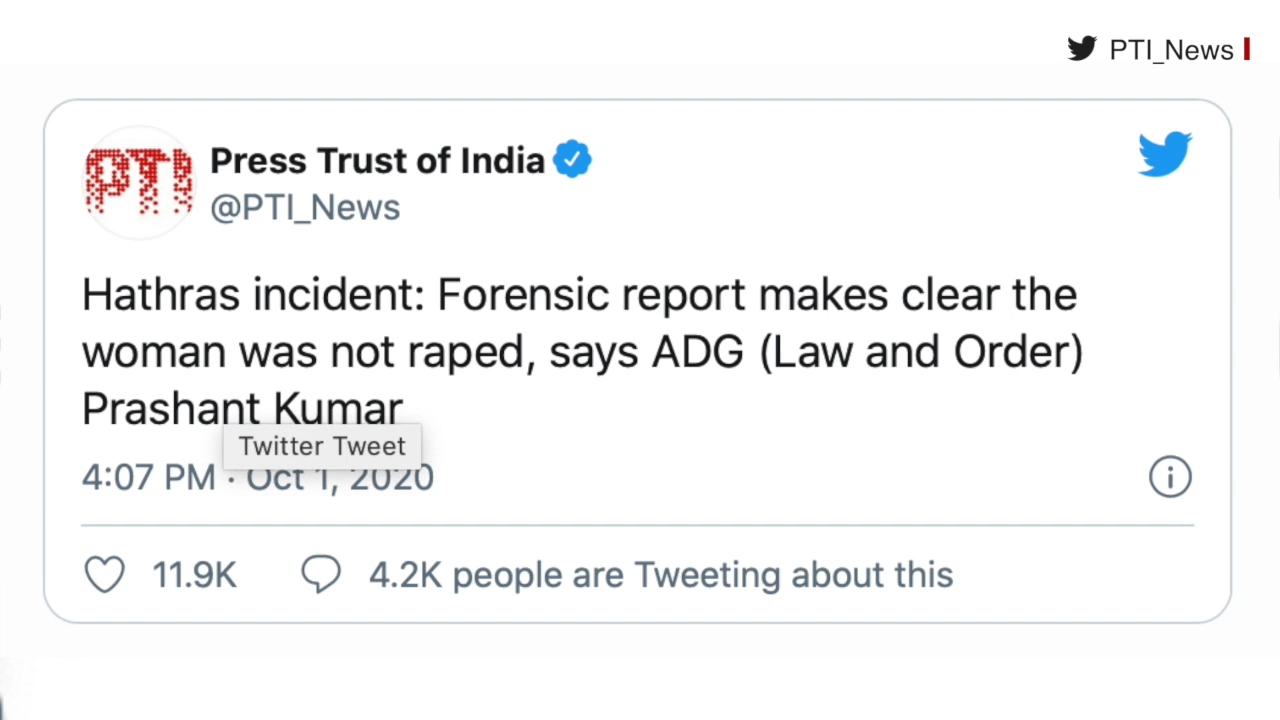 PTI_News
PTI
Press Trust of India
@PTI_News
Hathras incident: Forensic report makes clear the
woman was not raped, says ADG (Law and Order)
Prashant Kumar
Twitter Tweet
4:07 PM · Oct 1, 2020
11.9K 4.2K people are Tweeting about this